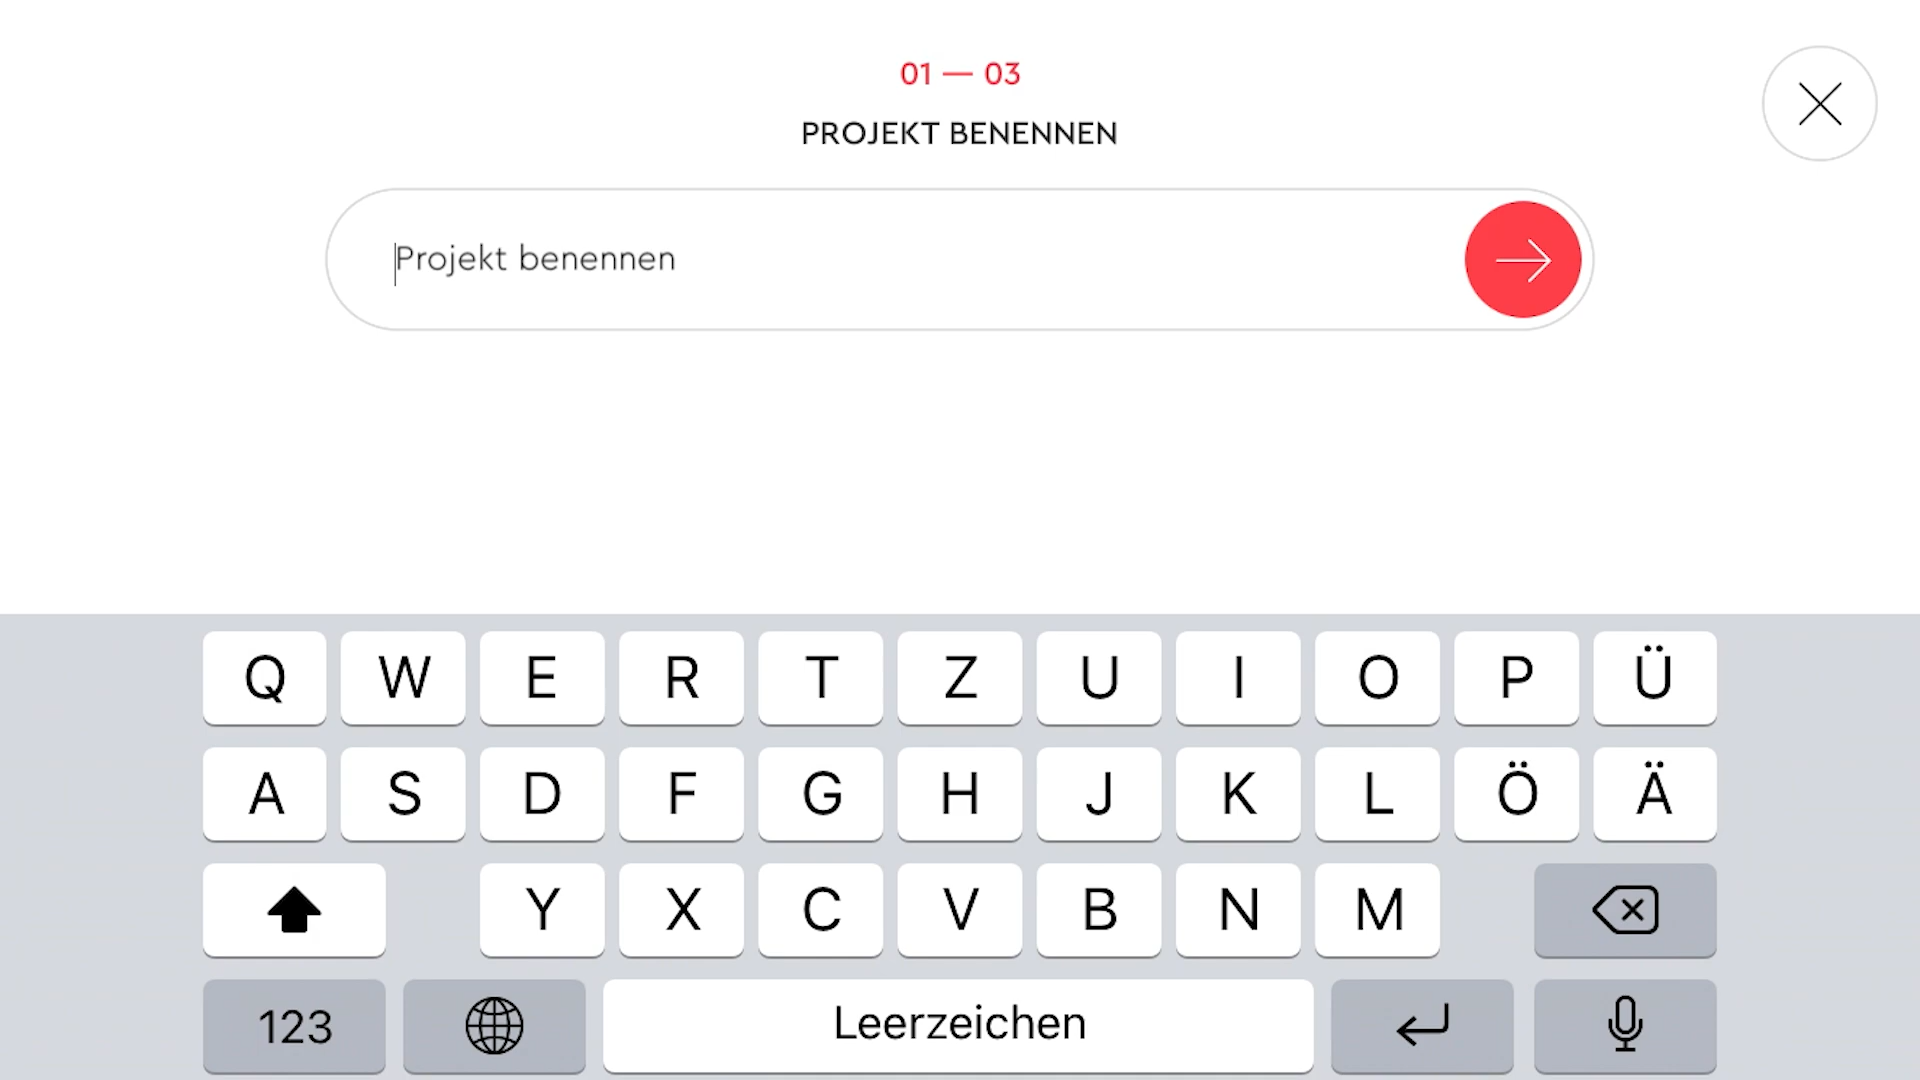 01 — 03
PROJEKT BENENNEN
Projekt benennen
Q W E R T Z U I O P Ü
A S D F G H J K L Ö Ä
Y X C V B N M
123 Leerzeichen